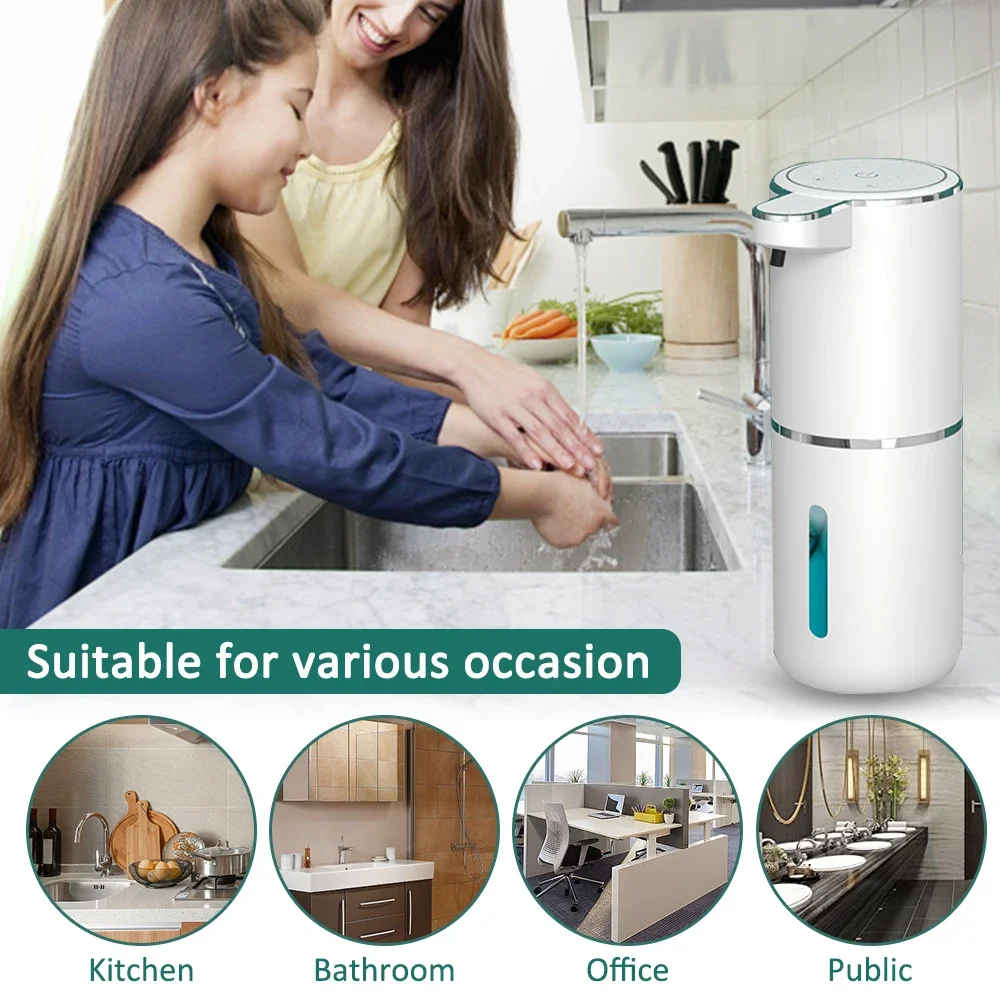 Suitable for various occasion
Kitchen
Bathroom
Office
Public